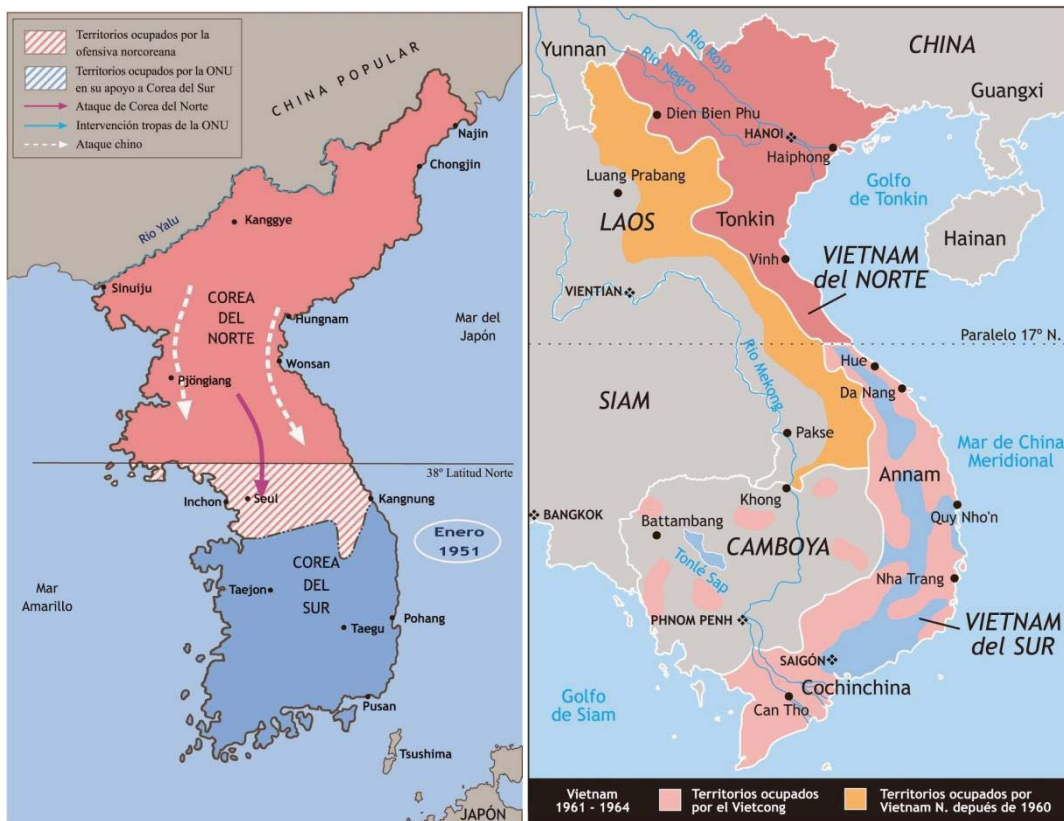 Territorios ocupados por la
ofensiva norcoreana
Territorios ocupados por la ONU
en su apoyo a Corea del Sur
Ataque de Corea del Norte
Intervención tropas de la ONU
Ataque chino
CHINA POPULAR
Najin
Chongjin
Río Yalu
Kanggye
Sinuiju
COREA
DEL
NORTE
Hungnam
Mar del
Japón
Wonsan
Pjöngjang
38º Latitud Norte
Inchon
Seul
Kangnung
Enero
1951
COREA
DEL
SUR
Mar
Amarillo
Taejon
Pohang
Taegu
Pusan
Tsushima
JAPÓN
Yunnan
CHINA
Río Rojo
Río Negro
Guangxi
Dien Bien Phu
HANOI
Haiphong
Luang Prabang
Golfo
de Tonkin
LAOS
Tonkin
Hainan
Vinh
VIETNAM
del NORTE
VIENTIAN
Paralelo 17º N.
Hue
Da Nang
Río Mekong
SIAM
Pakse
Mar de China
Meridional
Annam
Khong
BANGKOK
Battambang
Quy Nho'n
CAMBOYA
Tonlé Sap
Nha Trang
PHNOM PENH
VIETNAM
del SUR
SAIGÓN
Cochinchina
Golfo
de Siam
Can Tho
Vietnam
1961 - 1964
Territorios ocupados
por el Vietcong
Territorios ocupados por
Vietnam N. depués de 1960